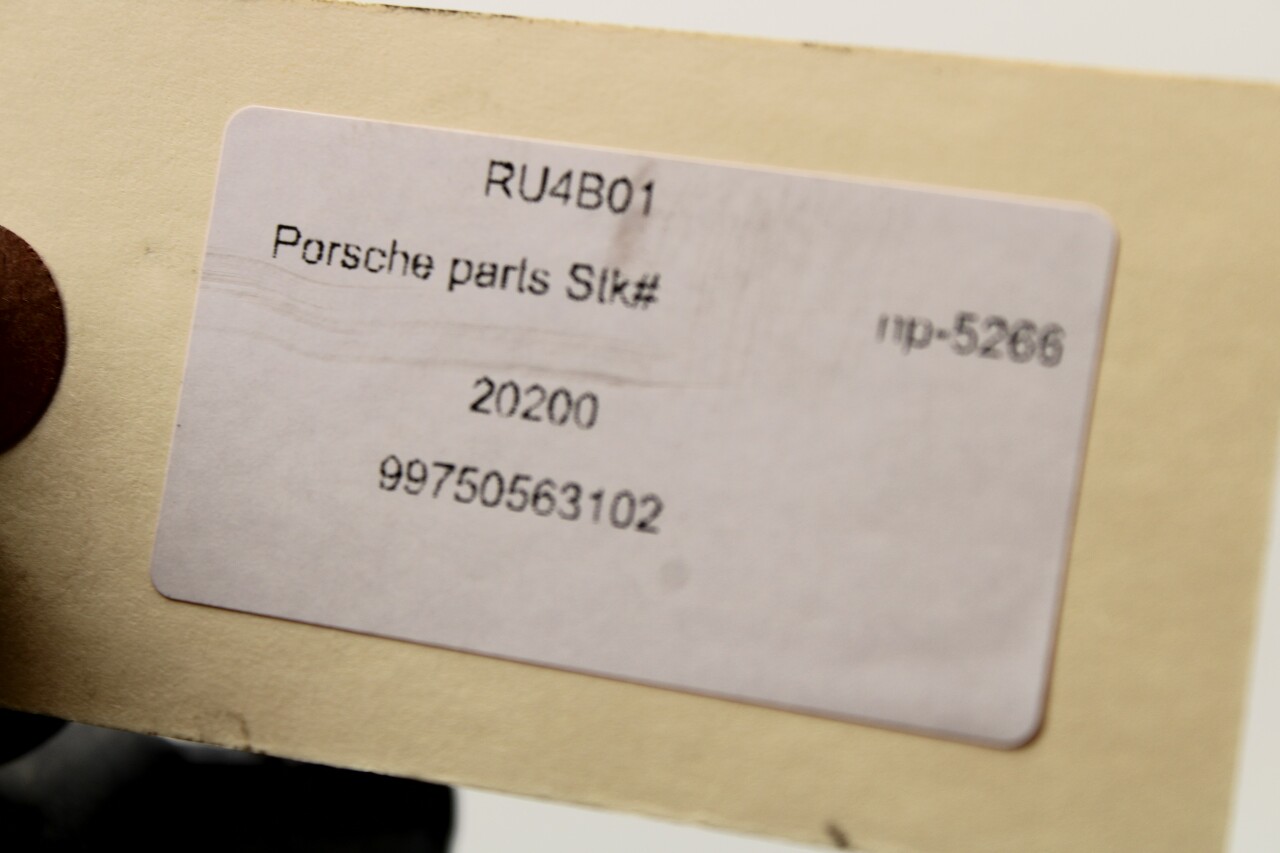 RU4B01
Porsche parts Stk#
np-5266
20200
99750563102